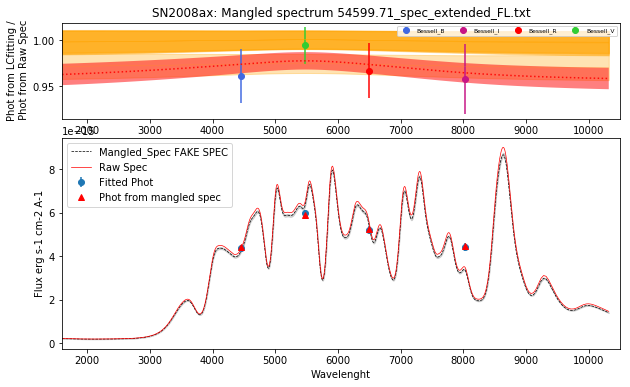 SN2008ax: Mangled spectrum 54599.71_spec_extended_FL.txt
Phot from LCfitting /
Phot from Raw Spec
1.00
0.95
Bessell_B
Bessell_I
Bessell_R
Bessell_V
2000 3000 4000 5000 6000 7000 8000 9000 10000
Flux erg s-1 cm-2 A-1
8
6
4
2
0
Mangled_Spec FAKE SPEC
Raw Spec
Fitted Phot
Phot from mangled spec
2000 3000 4000 5000 6000 7000 8000 9000 10000
Wavelenght